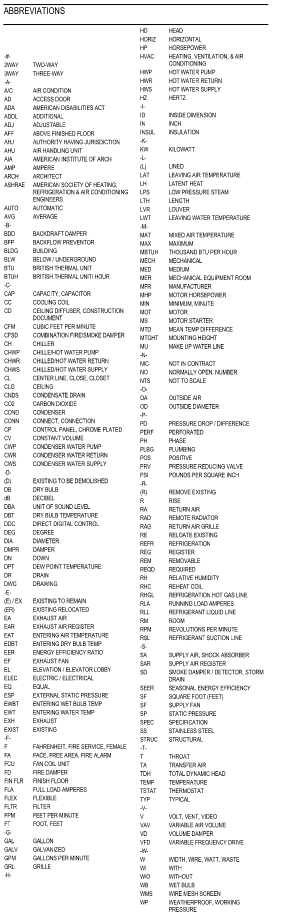 ABBREVIATIONS
-#-
2WAY TWO-WAY
3WAY THREE-WAY
-A-
A/C AIR CONDITION
AD ACCESS DOOR
ADA AMERICAN DISABILITIES ACT
ADDL ADDITIONAL
ADJ ADJUSTABLE
AFF ABOVE FINISHED FLOOR
AHJ AUTHORITY HAVING JURISDICTION
AHU AIR HANDLING UNIT
AIA AMERICAN INSTITUTE OF ARCH
AMP AMPERE
ARCH ARCHITECT
ASHRAE AMERICAN SOCIETY OF HEATING,
REFRIGERATION & AIR CONDITIONING
ENGINEERS
AUTO AUTOMATIC
AVG AVERAGE
-B-
BDD BACKDRAFT DAMPER
BFP BACKFLOW PREVENTOR
BLDG BUILDING
BLW BELOW / UNDERGROUND
BTU BRITISH THERMAL UNIT
BTUH BRITISH THERMAL UNIT/ HOUR
-C-
CAP CAPACITY, CAPACITOR
CC COOLING COIL
CD CEILING DIFFUSER, CONSTRUCTION
DOCUMENT
CFM CUBIC FEET PER MINUTE
CFSD COMBINATION FIRE/SMOKE DAMPER
CH CHILLER
CHWP CHILLED/HOT WATER PUMP
CHWR CHILLED/HOT WATER RETURN
CHWS CHILLED/HOT WATER SUPPLY
CL CENTER LINE, CLOSE, CLOSET
CLG CEILING
CNDS CONDENSATE DRAIN
CO2 CARBON DIOXIDE
COND CONDENSER
CONN CONNECT, CONNECTION
CP CONTROL PANEL, CHROME PLATED
CV CONSTANT VOLUME
CWP CONDENSER WATER PUMP
CWR CONDENSER WATER RETURN
CWS CONDENSER WATER SUPPLY
-D-
(D) EXISTING TO BE DEMOLISHED
DB DRY BULB
dB DECIBEL
DBA UNIT OF SOUND LEVEL
DBT DRY BULB TEMPERATURE
DDC DIRECT DIGITAL CONTROL
DEG DEGREE
DIA DIAMETER
DMPR DAMPER
DN DOWN
DPT DEW POINT TEMPERATURE
DR DRAIN
DWG DRAWING
-E-
(E) / EX EXISTING TO REMAIN
(ER) EXISTING RELOCATED
EA EXHAUST AIR
EAR EXHAUST AIR REGISTER
EAT ENTERING AIR TEMPERATURE
EDBT ENTERING DRY BULB TEMP
EER ENERGY EFFICIENCY RATIO
EF EXHAUST FAN
EL ELEVATION / ELEVATOR LOBBY
ELEC ELECTRIC / ELECTRICAL
EQ EQUAL
ESP EXTERNAL STATIC PRESSURE
EWBT ENTERING WET BULB TEMP
EWT ENTERING WATER TEMP
EXH EXHAUST
EXIST EXISTING
-F-
F FAHRENHEIT, FIRE SERVICE, FEMALE
FA FACE, FREE AREA, FIRE ALARM
FCU FAN COIL UNIT
FD FIRE DAMPER
FIN FLR FINISH FLOOR
FLA FULL LOAD AMPERES
FLEX FLEXIBLE
FLTR FILTER
FPM FEET PER MINUTE
FT FOOT, FEET
-G-
GAL GALLON
GALV GALVANIZED
GPM GALLONS PER MINUTE
GRL GRILLE
-H-
HD HEAD
HORIZ HORIZONTAL
HP HORSEPOWER
HVAC HEATING, VENTILATION, & AIR
CONDITIONING
HWP HOT WATER PUMP
HWR HOT WATER RETURN
HWS HOT WATER SUPPLY
HZ HERTZ
-I-
ID INSIDE DIMENSION
IN INCH
INSUL INSULATION
-K-
KW KILOWATT
-L-
(L) LINED
LAT LEAVING AIR TEMPERATURE
LH LATENT HEAT
LPS LOW PRESSURE STEAM
LTH LENGTH
LVR LOUVER
LWT LEAVING WATER TEMPERATURE
-M-
MAT MIXED AIR TEMPERATURE
MAX MAXIMUM
MBTUH THOUSAND BTU PER HOUR
MECH MECHANICAL
MED MEDIUM
MER MECHANICAL EQUIPMENT ROOM
MFR MANUFACTURER
MHP MOTOR HORSEPOWER
MIN MINIMUM, MINUTE
MOT MOTOR
MS MOTOR STARTER
MTD MEAN TEMP DIFFERENCE
MTGHT MOUNTING HEIGHT
MU MAKE UP WATER LINE
-N-
NIC NOT IN CONTRACT
NO NORMALLY OPEN, NUMBER
NTS NOT TO SCALE
-O-
OA OUTSIDE AIR
OD OUTSIDE DIAMETER
-P-
PD PRESSURE DROP / DIFFERENCE
PERF PERFORATED
PH PHASE
PLBG PLUMBING
POS POSITIVE
PRV PRESSURE REDUCING VALVE
PSI POUNDS PER SQUARE INCH
-R-
(R) REMOVE EXISTING
R RISE
RA RETURN AIR
RAD REMOTE RADIATOR
RAG RETURN AIR GRILLE
RE RELOATE EXISTING
REFR REFRIGERATION
REG REGISTER
REM REMOVABLE
REQD REQUIRED
RH RELATIVE HUMIDITY
RHC REHEAT COIL
RHGL REFRIGERATION HOT GAS LINE
RLA RUNNING LOAD AMPERES
RLL REFRIGERANT LIQUID LINE
RM ROOM
RPM REVOLUTIONS PER MINUTE
RSL REFRIGERANT SUCTION LINE
-S-
SA SUPPLY AIR, SHOCK ABSORBER
SAR SUPPLY AIR REGISTER
SD SMOKE DAMPER / DETECTOR, STORM
DRAIN
SEER SEASONAL ENERGY EFFICIENCY
SF SQUARE FOOT (FEET)
SF SUPPLY FAN
SP STATIC PRESSURE
SPEC SPECIFICATION
SS STAINLESS STEEL
STRUC STRUCTURAL
-T-
T THROAT
TA TRANSFER AIR
TDH TOTAL DYNAMIC HEAD
TEMP TEMPERATURE
TSTAT THERMOSTAT
TYP TYPICAL
-V-
V VOLT, VENT, VIDEO
VAV VARIABLE AIR VOLUME
VD VOLUME DAMPER
VFD VARIABLE FREQUENCY DRIVE
-W-
W WIDTH, WIRE, WATT, WASTE
W/ WITH
W/O WITHOUT
WB WET BULB
WMS WIRE MESH SCREEN
WP WEATHERPROOF, WORKING
PRESSURE